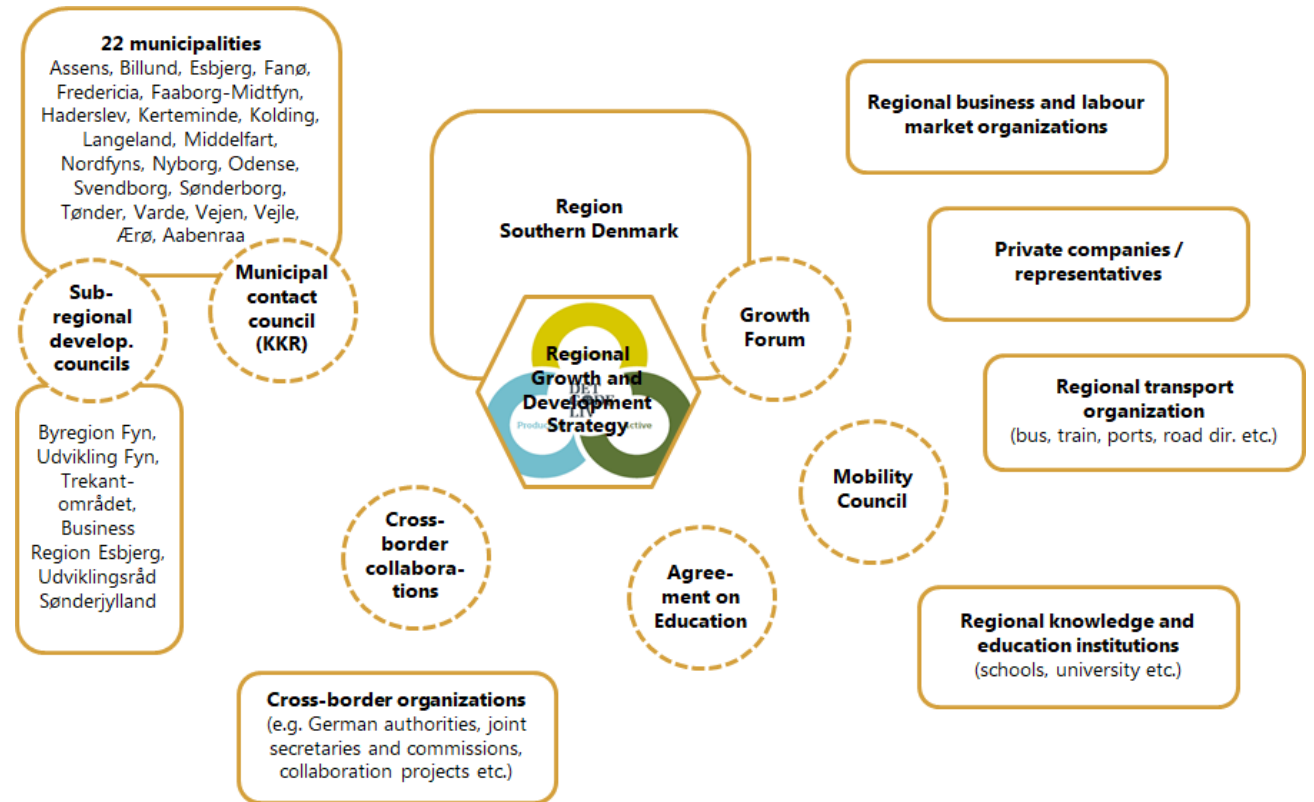 22 municipalities
Assens, Billund, Esbjerg, Fanø,
Fredericia, Faaborg-Midtfyn,
Haderslev, Kerteminde, Kolding,
Langeland, Middelfart,
Nordfyns, Nyborg, Odense,
Svendborg, Sønderborg,
Tønder, Varde, Vejen, Vejle,
Ærø, Aabenraa
Sub-
regional
develop.
councils
Municipal
contact
council
(KKR)
Byregion Fyn,
Udvikling Fyn,
Trekant-
området,
Business
Region Esbjerg,
Udviklingsråd
Sønderjylland
Region
Southern Denmark
Regional
Growth and
Development
Strategy
DET
GODE
LIV
Growth
Forum
Mobility
Council
Agree-
ment on
Education
Cross-
border
collabora-
tions
Cross-border organizations
(e.g. German authorities, joint
secretaries and commissions,
collaboration projects etc.)
Regional business and labour
market organizations
Private companies /
representatives
Regional transport
organization
(bus, train, ports, road dir. etc.)
Regional knowledge and
education institutions
(schools, university etc.)